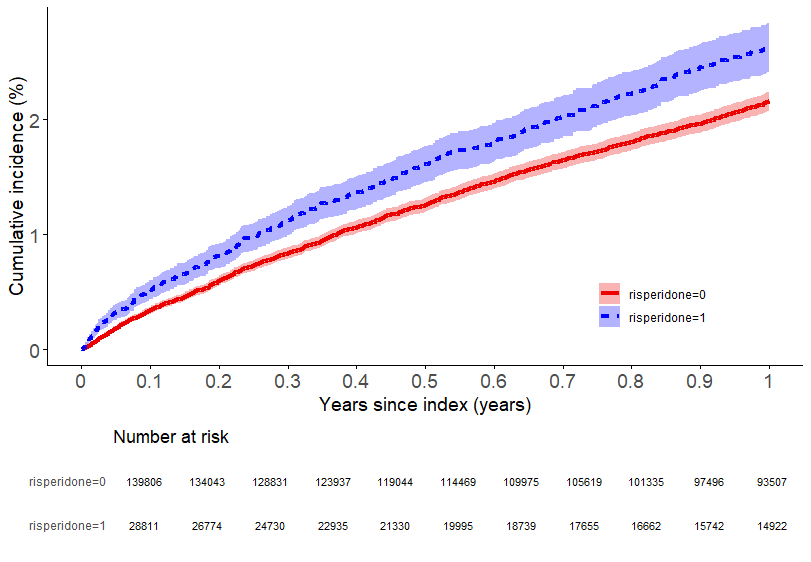 Cumulative incidence (%)
2
1
0
risperidone=0
risperidone=1
0 0.1 0.2 0.3 0.4 0.5 0.6 0.7 0.8 0.9 1
Years since index (years)
Number at risk
risperidone=0 139806 134043 128831 123937 119044 114469 109975 105619 101335 97496 93507
risperidone=1 28811 26774 24730 22935 21330 19995 18739 17655 16662 15742 14922